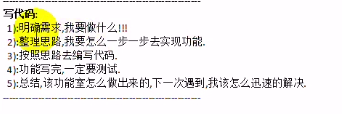 写代码:
1):明确需求,我要做什么!!!
2):整理思路,我要怎么一步一步去实现功能.
3):按照思路去编写代码.
4):功能写完,一定要测试.
5):总结,该功能室怎么做出来的,下一次遇到,我该怎么迅速的解决.